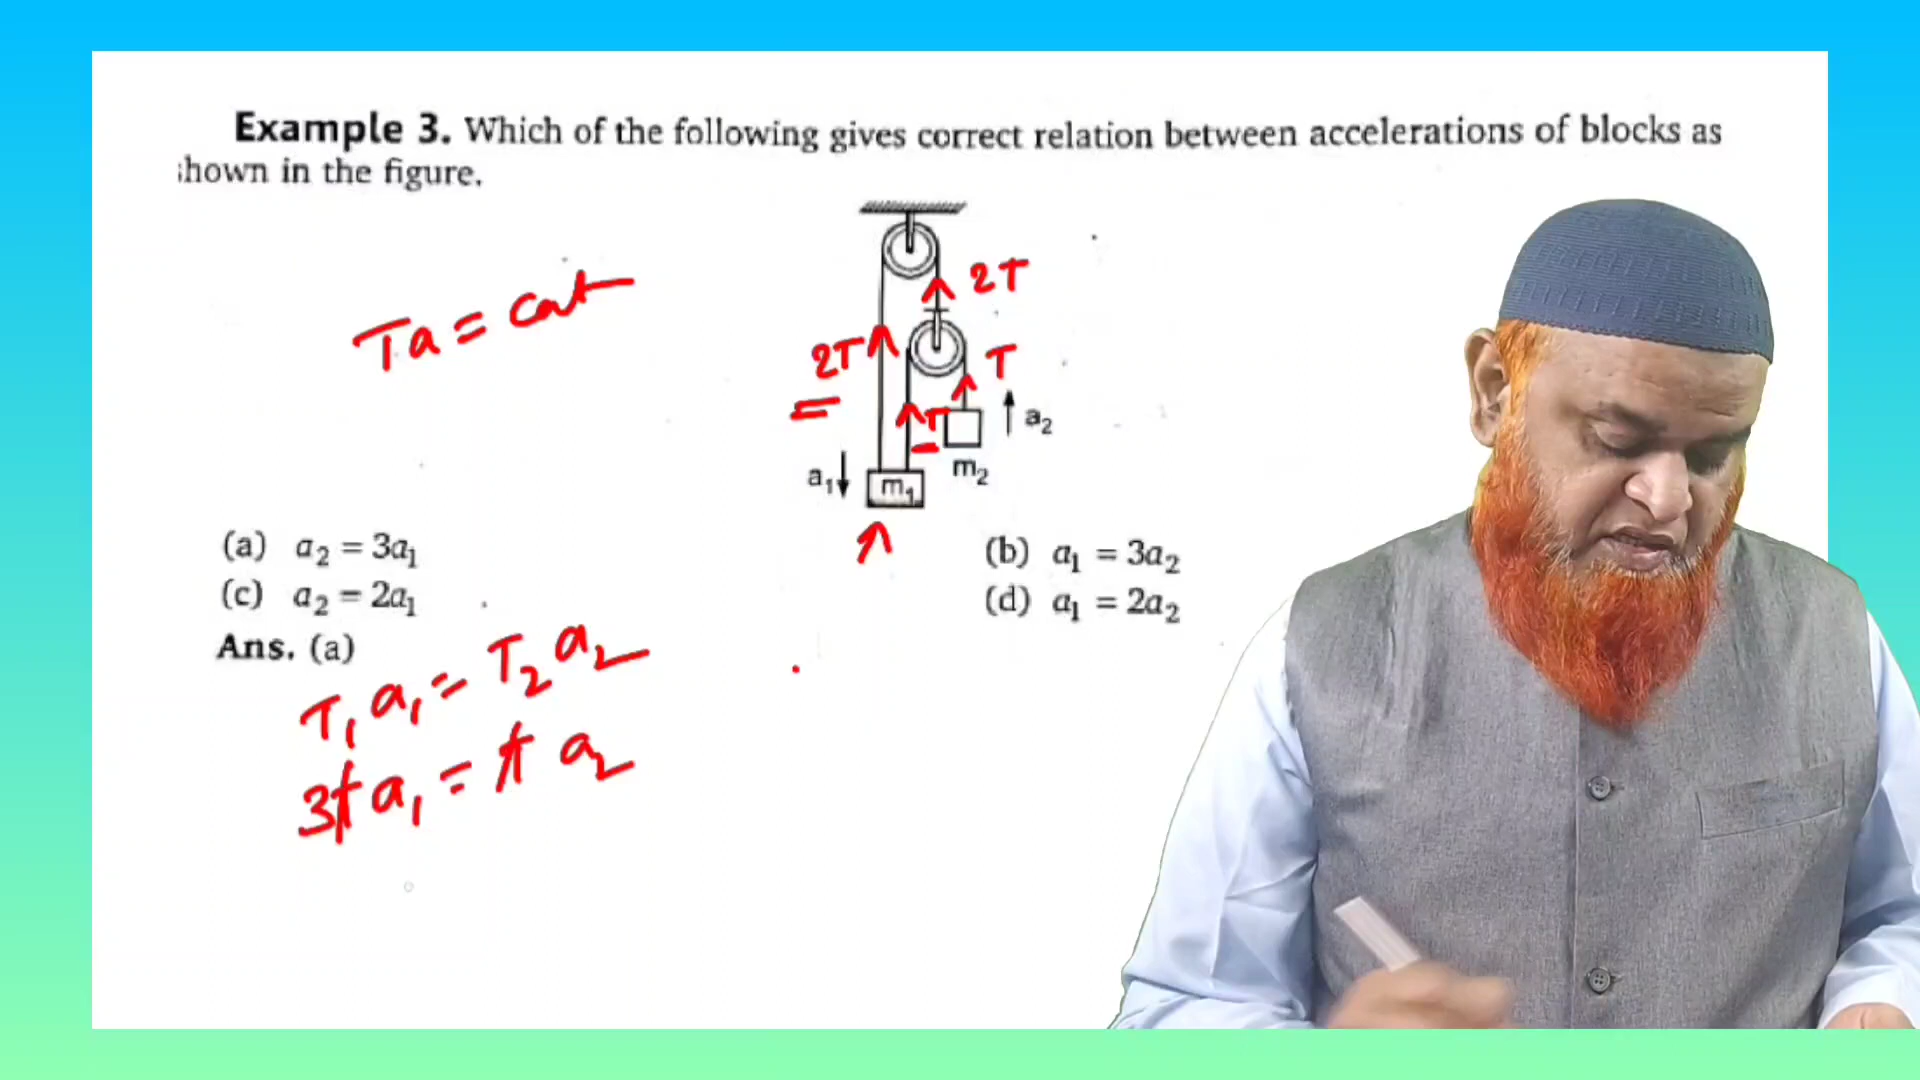 Example 3. Which of the following gives correct relation between accelerations of blocks as
shown in the figure.
2T
Ta =
2T
T
T
a2
a1
m2
m1
(a) a2 = 3a1
(b) a1 = 3a2
(c) a2 = 2a1
(d) a1 = 2a2
Ans. (a)
T1 a1 = T2 a2
3T a1 = T a2